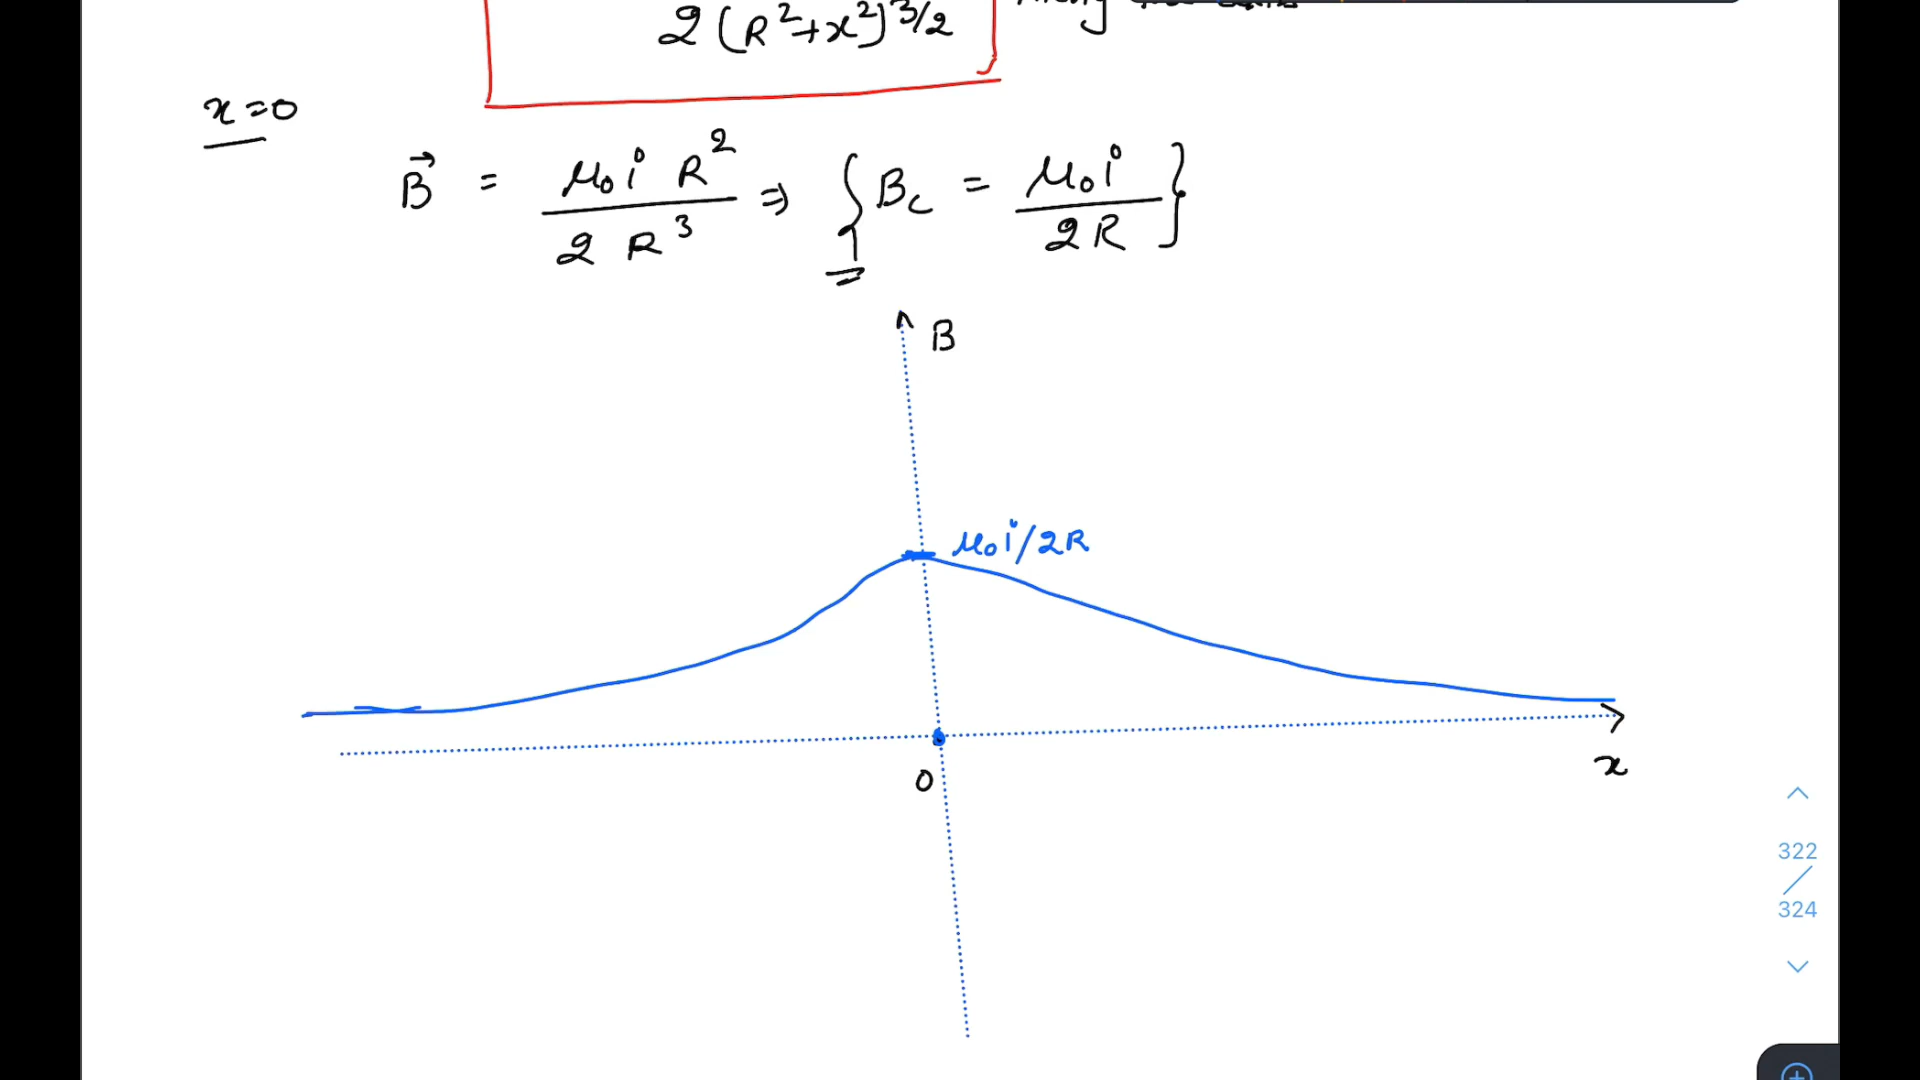 2 (R²+x²)^3/2
x=0
B⃗ = μ₀i R² / 2 R³ ⇒ { B_C = μ₀i / 2R }
B
μ₀i/2R
0
x
322
/
324